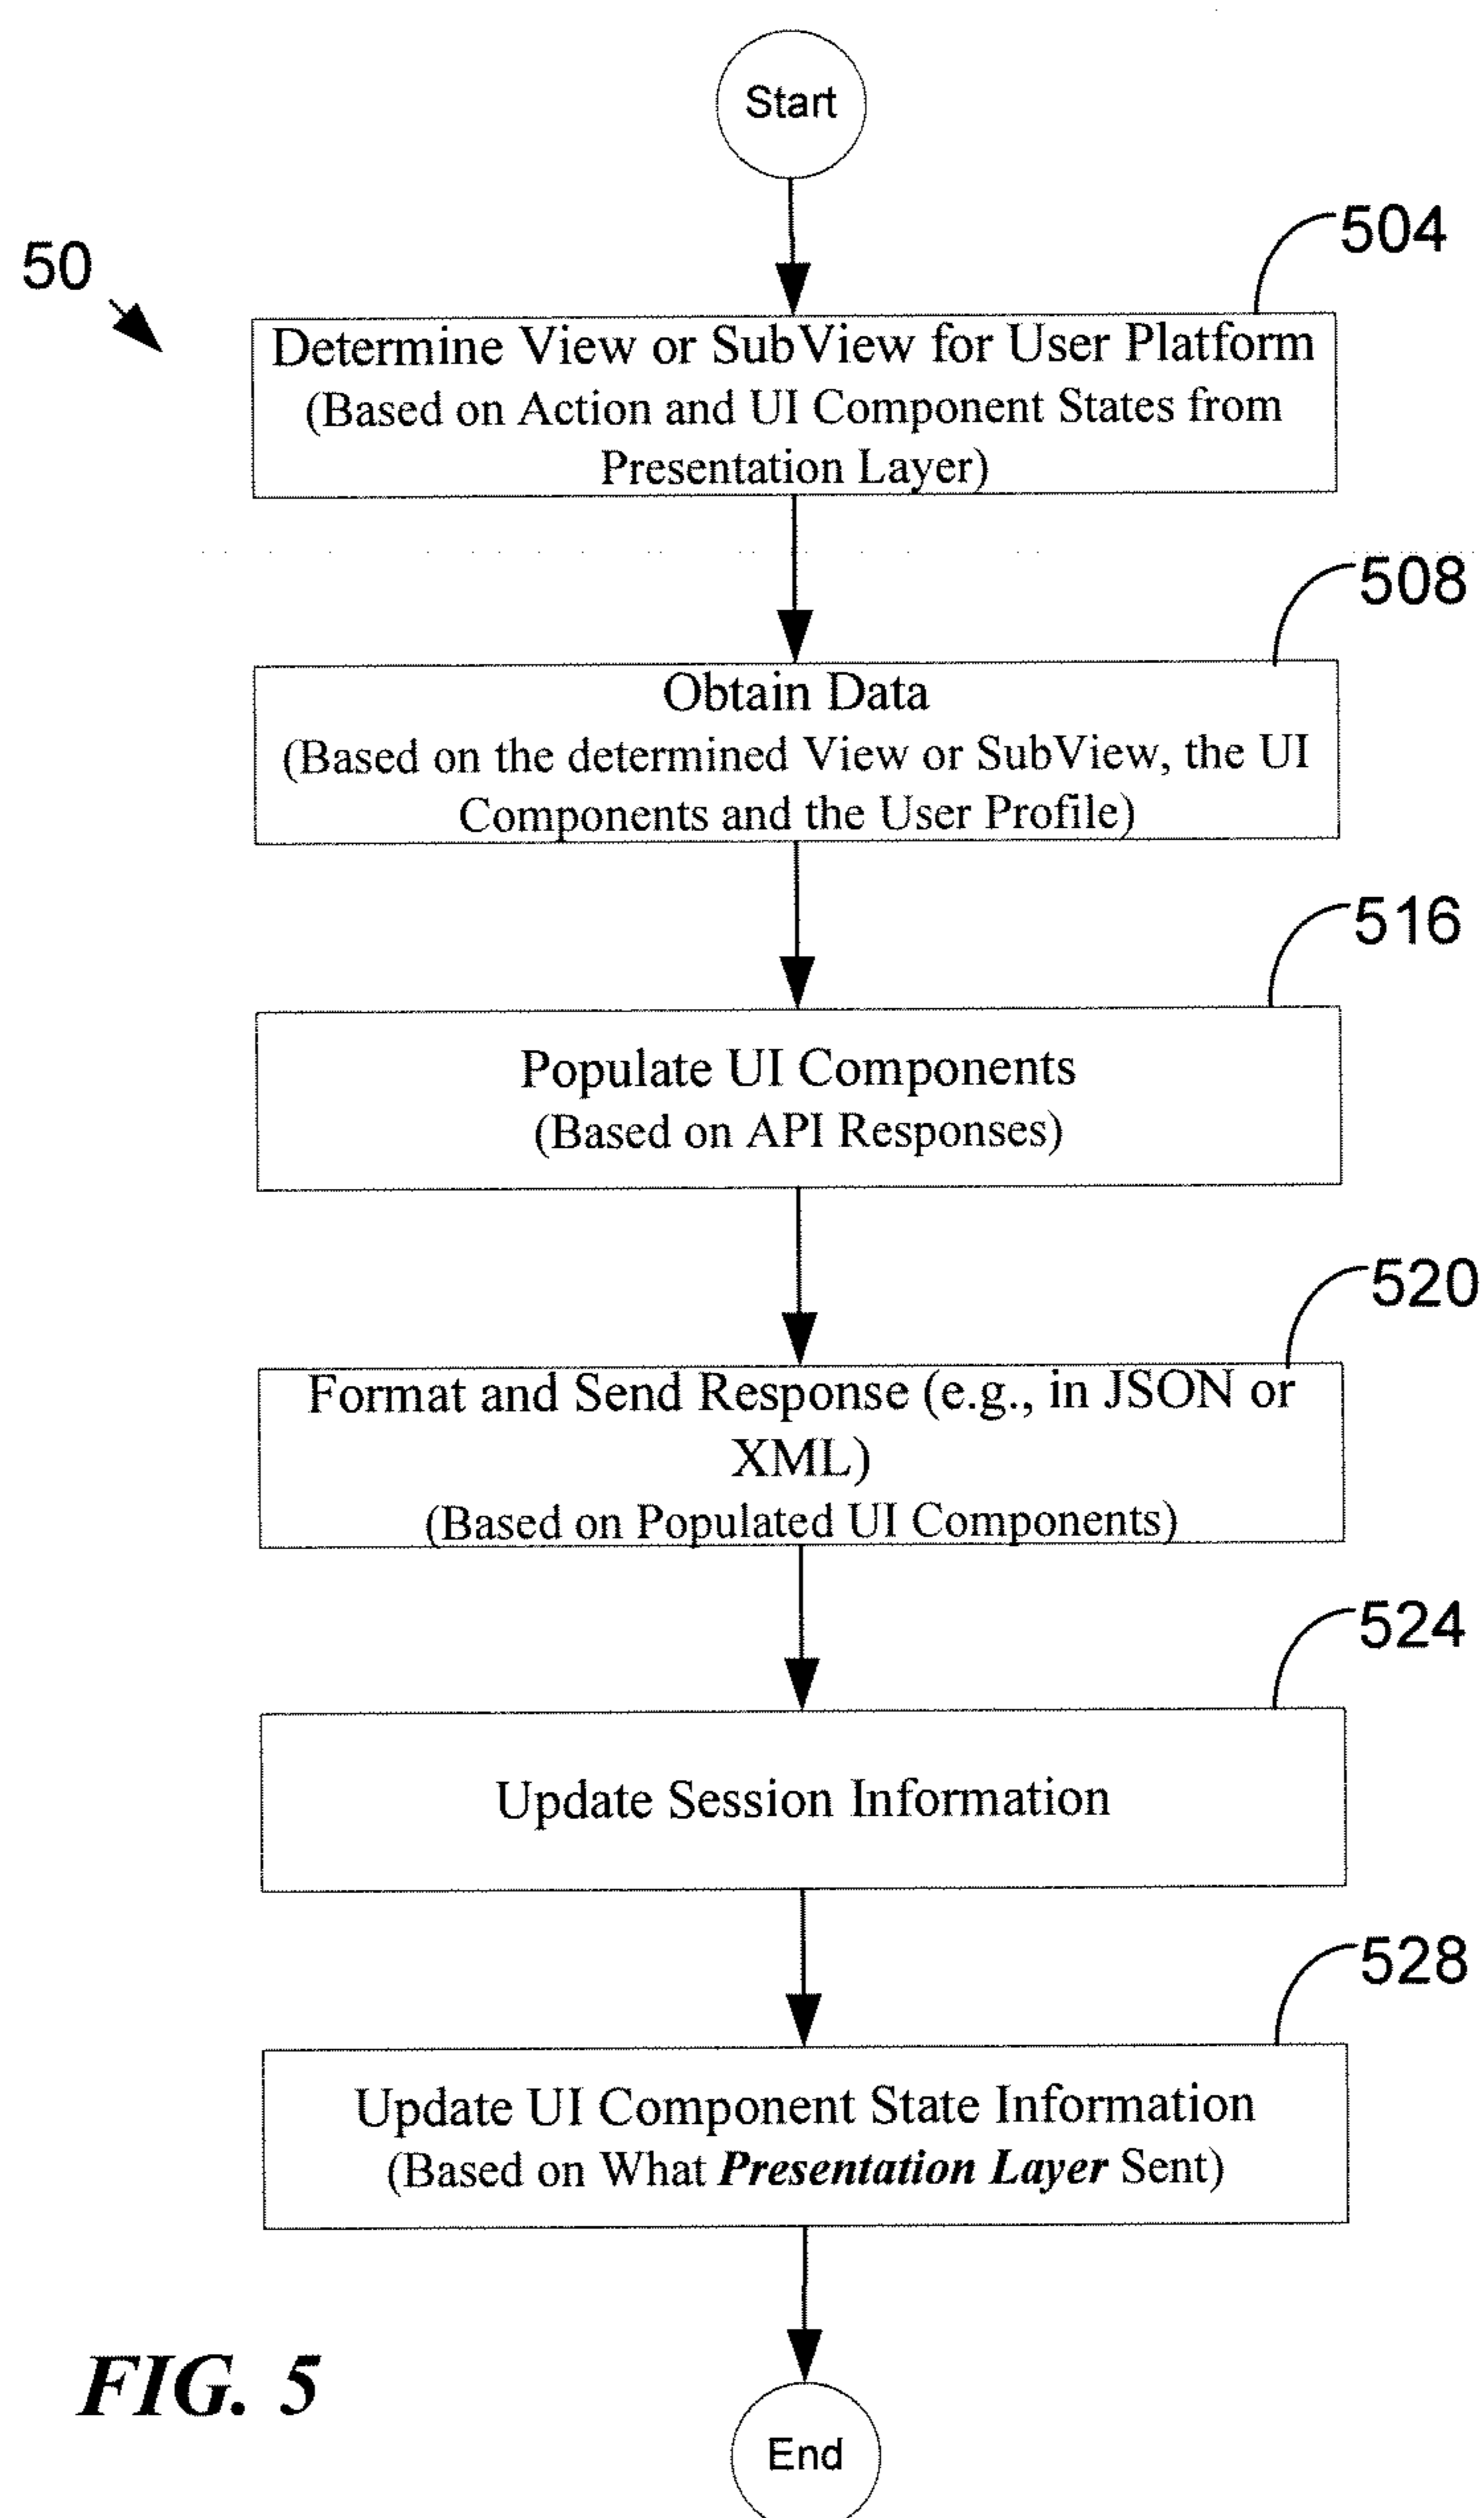 Start
504
50
Determine View or SubView for User Platform
(Based on Action and UI Component States from
Presentation Layer)
508
Obtain Data
(Based on the determined View or SubView, the UI
Components and the User Profile)
516
Populate UI Components
(Based on API Responses)
520
Format and Send Response (e.g., in JSON or
XML)
(Based on Populated UI Components)
524
Update Session Information
528
Update UI Component State Information
(Based on What Presentation Layer Sent)
FIG. 5
End